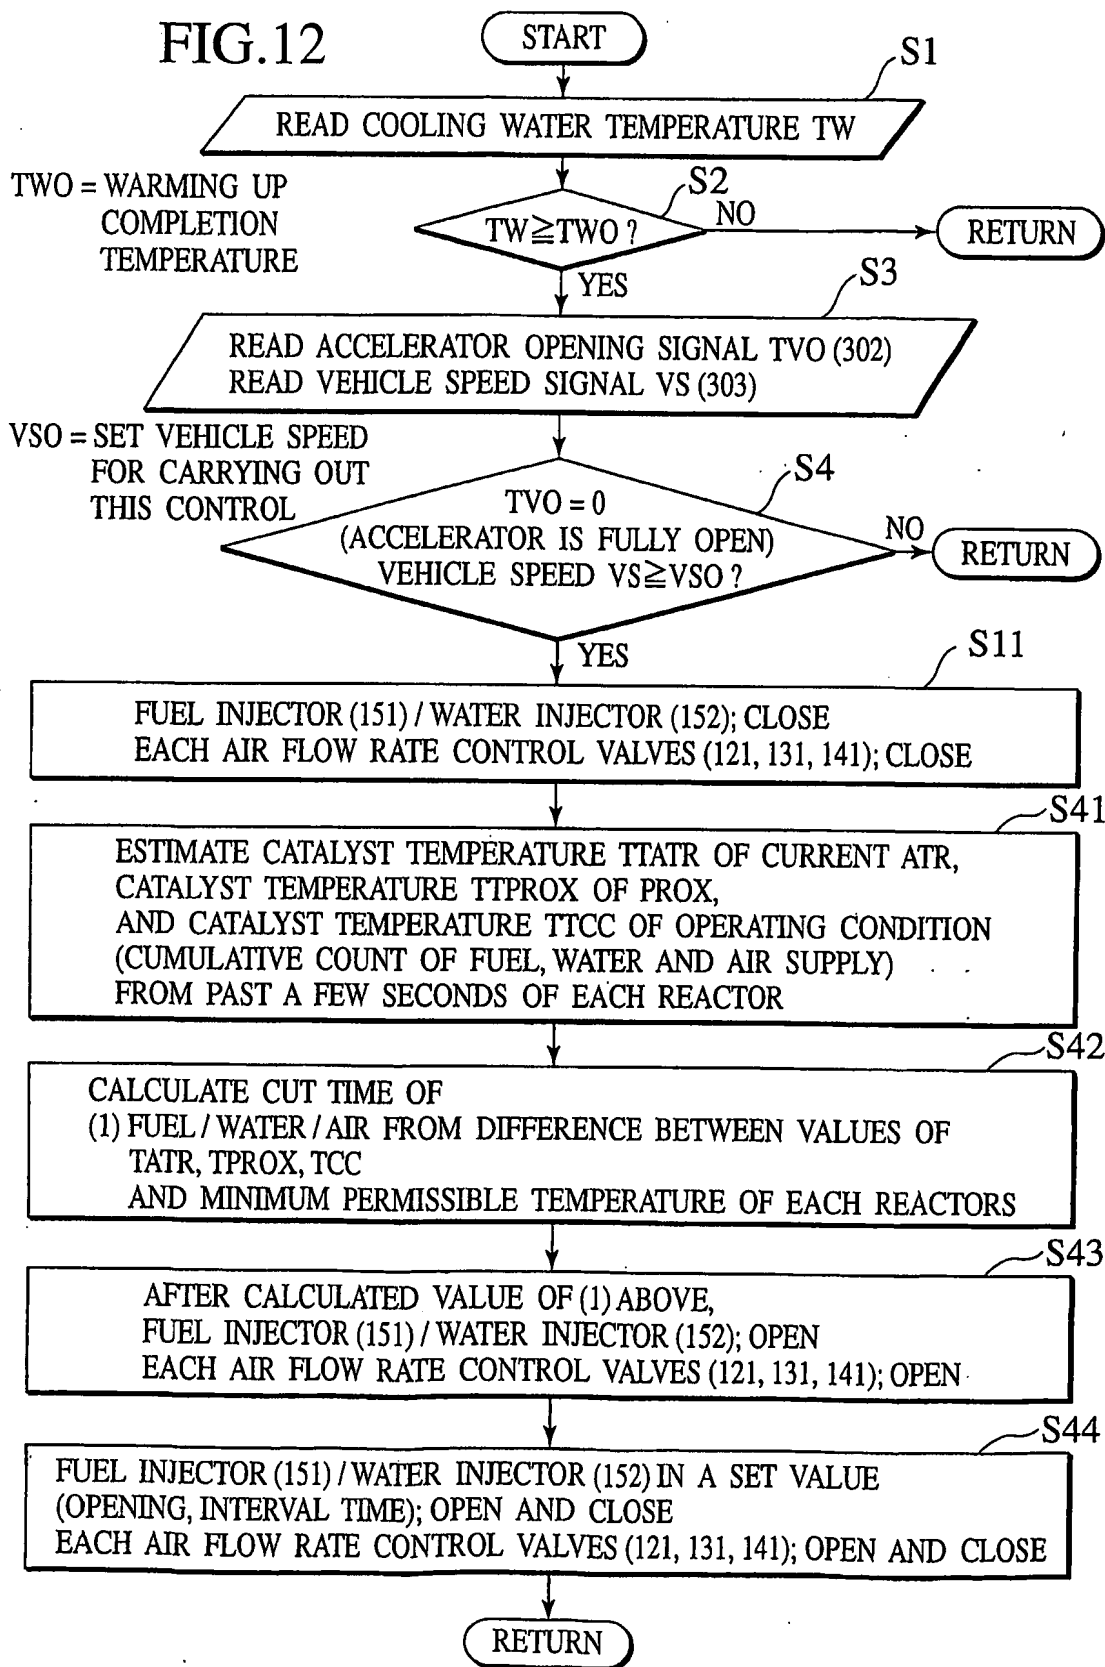 FIG.12
START
S1
READ COOLING WATER TEMPERATURE TW
TWO = WARMING UP
COMPLETION
TEMPERATURE
S2
TW≧TWO ?
NO
RETURN
YES
S3
READ ACCELERATOR OPENING SIGNAL TVO (302)
READ VEHICLE SPEED SIGNAL VS (303)
VSO = SET VEHICLE SPEED
FOR CARRYING OUT
THIS CONTROL
S4
TVO = 0
(ACCELERATOR IS FULLY OPEN)
VEHICLE SPEED VS≧VSO ?
NO
RETURN
YES
S11
FUEL INJECTOR (151) / WATER INJECTOR (152); CLOSE
EACH AIR FLOW RATE CONTROL VALVES (121, 131, 141); CLOSE
S41
ESTIMATE CATALYST TEMPERATURE TTATR OF CURRENT ATR,
CATALYST TEMPERATURE TTPROX OF PROX,
AND CATALYST TEMPERATURE TTCC OF OPERATING CONDITION
(CUMULATIVE COUNT OF FUEL, WATER AND AIR SUPPLY)
FROM PAST A FEW SECONDS OF EACH REACTOR
S42
CALCULATE CUT TIME OF
(1) FUEL / WATER / AIR FROM DIFFERENCE BETWEEN VALUES OF
TATR, TPROX, TCC
AND MINIMUM PERMISSIBLE TEMPERATURE OF EACH REACTORS
S43
AFTER CALCULATED VALUE OF (1) ABOVE,
FUEL INJECTOR (151) / WATER INJECTOR (152); OPEN
EACH AIR FLOW RATE CONTROL VALVES (121, 131, 141); OPEN
S44
FUEL INJECTOR (151) / WATER INJECTOR (152) IN A SET VALUE
(OPENING, INTERVAL TIME); OPEN AND CLOSE
EACH AIR FLOW RATE CONTROL VALVES (121, 131, 141); OPEN AND CLOSE
RETURN